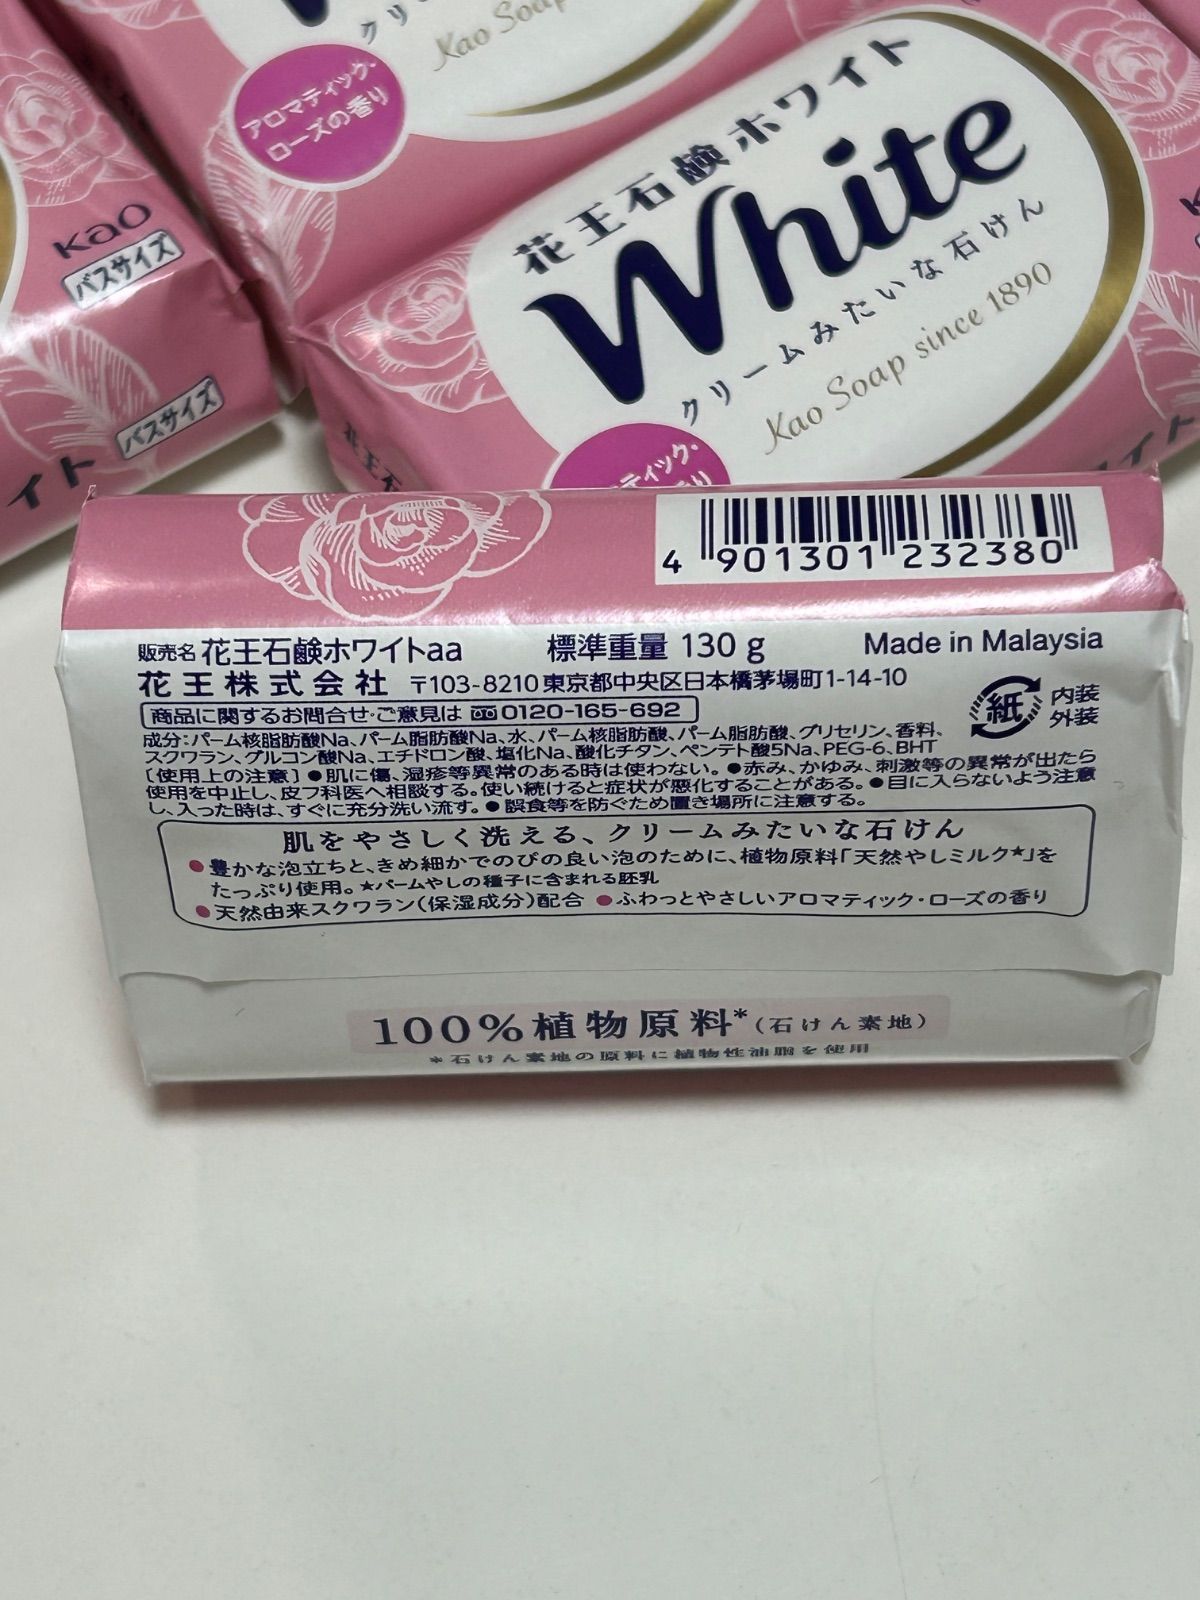 クリ
Kao Soap
アロマティック・
ローズの香り
花王石鹸ホワイト
White
クリームみたいな石けん
Kao Soap since 1890
ティック・
Kao
バスサイズ
バスサイズ
イト
花王石
イト
4 901301 232380
販売名 花王石鹸ホワイトaa 標準重量 130 g Made in Malaysia
花王株式会社 〒103-8210 東京都中央区日本橋茅場町1-14-10
商品に関するお問合せ・ご意見は 0120-165-692
紙 内装
外装
成分:パーム核脂肪酸Na、パーム脂肪酸Na、水、パーム核脂肪酸、パーム脂肪酸、グリセリン、香料、
スクワラン、グルコン酸Na、エチドロン酸、塩化Na、酸化チタン、ペンテト酸5Na、PEG-6、BHT
〔使用上の注意〕●肌に傷、湿疹等異常のある時は使わない。●赤み、かゆみ、刺激等の異常が出たら
使用を中止し、皮フ科医へ相談する。使い続けると症状が悪化することがある。●目に入らないよう注意
し、入った時は、すぐに充分洗い流す。●誤食等を防ぐため置き場所に注意する。
肌をやさしく洗える、クリームみたいな石けん
●豊かな泡立ちと、きめ細かでのびの良い泡のために、植物原料「天然やしミルク★」を
たっぷり使用。★パームやしの種子に含まれる胚乳
●天然由来スクワラン(保湿成分)配合 ●ふわっとやさしいアロマティック・ローズの香り
100%植物原料*(石けん素地)
*石けん素地の原料に植物性油脂を使用